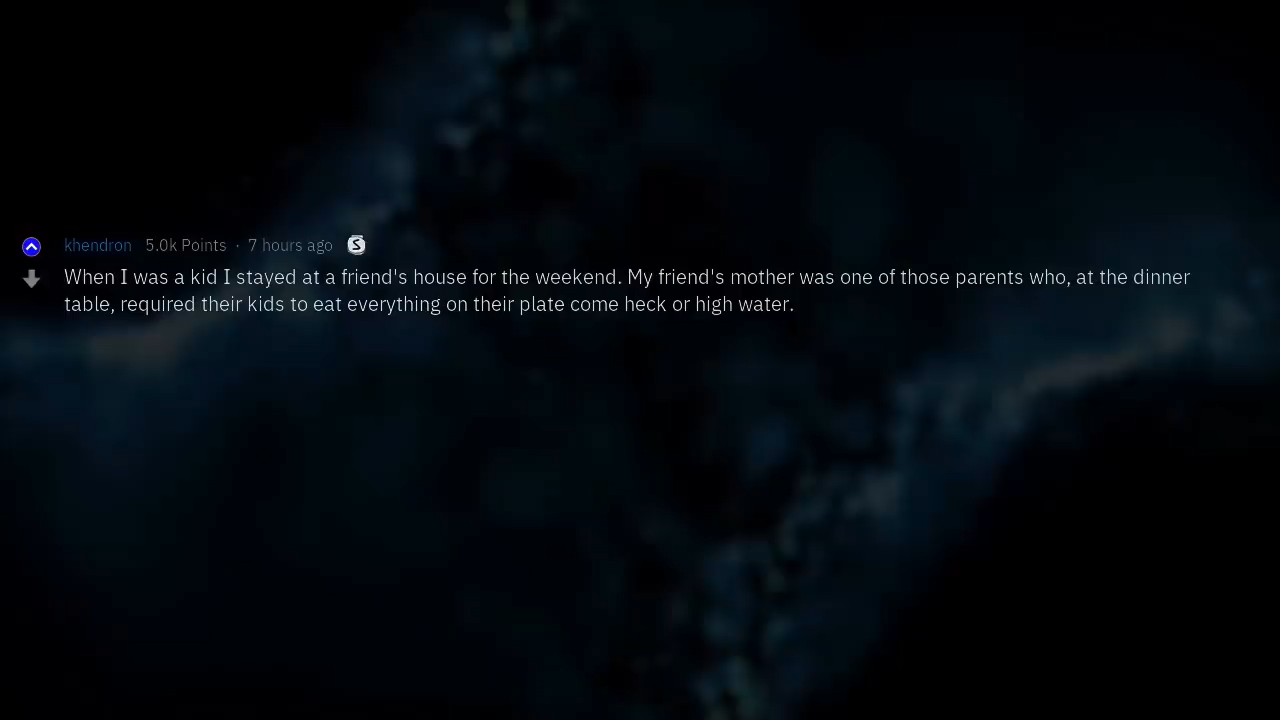 khendron 5.0k Points · 7 hours ago S
When I was a kid I stayed at a friend's house for the weekend. My friend's mother was one of those parents who, at the dinner
table, required their kids to eat everything on their plate come heck or high water.